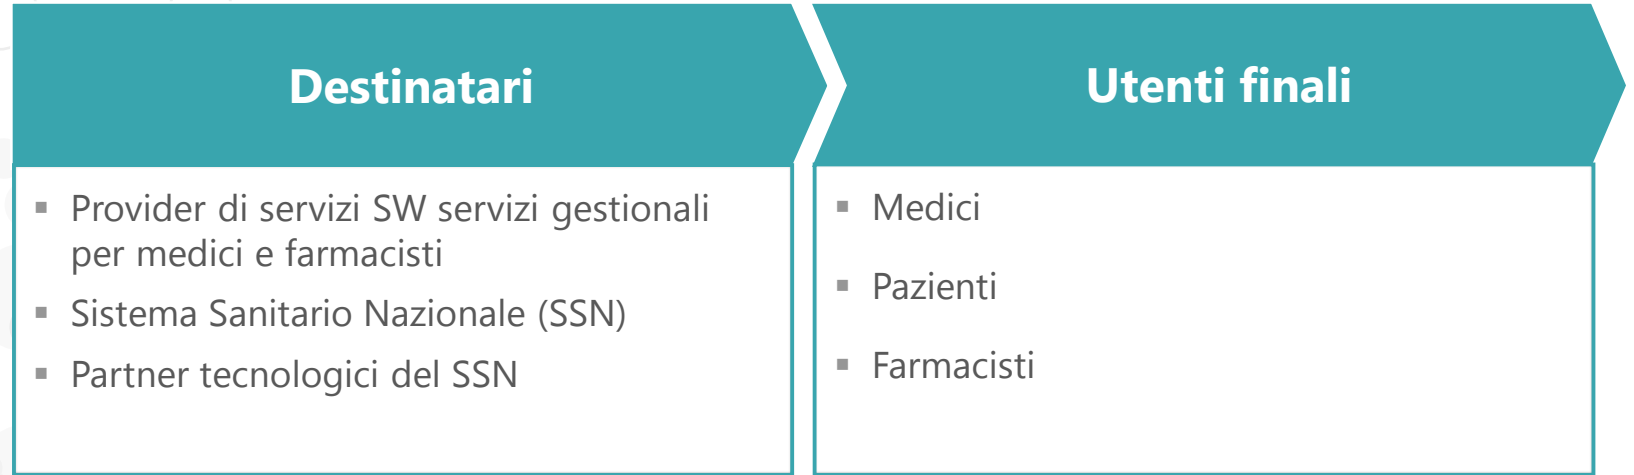 Destinatari
Provider di servizi SW servizi gestionali
per medici e farmacisti
Sistema Sanitario Nazionale (SSN)
Partner tecnologici del SSN
Utenti finali
Medici
Pazienti
Farmacisti